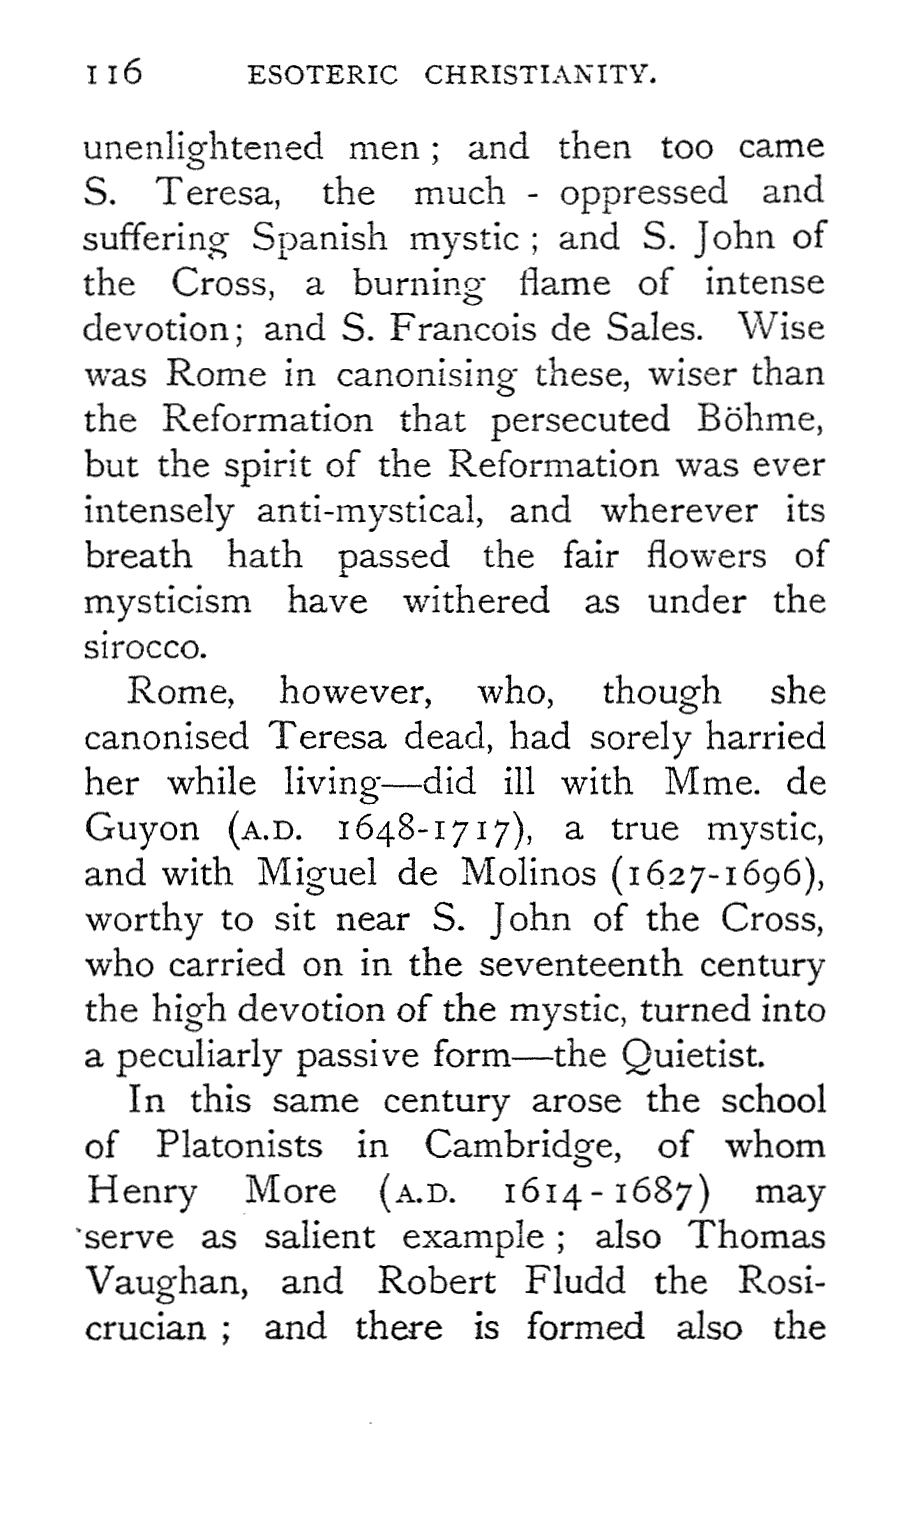 116 ESOTERIC CHRISTIANITY.
unenlightened men ; and then too came
S. Teresa, the much - oppressed and
suffering Spanish mystic ; and S. John of
the Cross, a burning flame of intense
devotion; and S. Francois de Sales. Wise
was Rome in canonising these, wiser than
the Reformation that persecuted Böhme,
but the spirit of the Reformation was ever
intensely anti-mystical, and wherever its
breath hath passed the fair flowers of
mysticism have withered as under the
sirocco.
Rome, however, who, though she
canonised Teresa dead, had sorely harried
her while living—did ill with Mme. de
Guyon (A.D. 1648-1717), a true mystic,
and with Miguel de Molinos (1627-1696),
worthy to sit near S. John of the Cross,
who carried on in the seventeenth century
the high devotion of the mystic, turned into
a peculiarly passive form—the Quietist.
In this same century arose the school
of Platonists in Cambridge, of whom
Henry More (A.D. 1614-1687) may
serve as salient example ; also Thomas
Vaughan, and Robert Fludd the Rosi-
crucian ; and there is formed also the